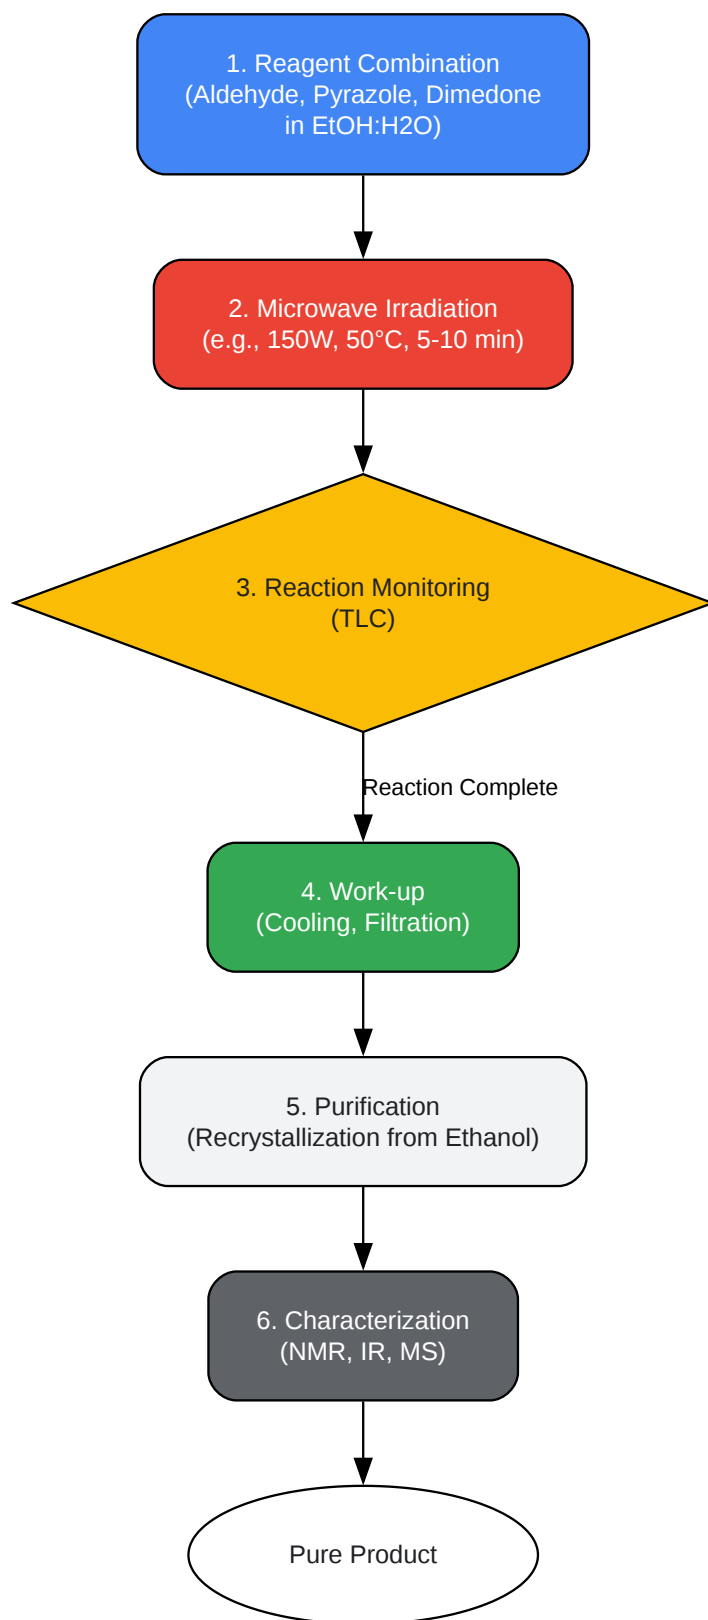 1. Reagent Combination
(Aldehyde, Pyrazole, Dimedone
in EtOH:H2O)
2. Microwave Irradiation
(e.g., 150W, 50°C, 5-10 min)
3. Reaction Monitoring
(TLC)
Reaction Complete
4. Work-up
(Cooling, Filtration)
5. Purification
(Recrystallization from Ethanol)
6. Characterization
(NMR, IR, MS)
Pure Product